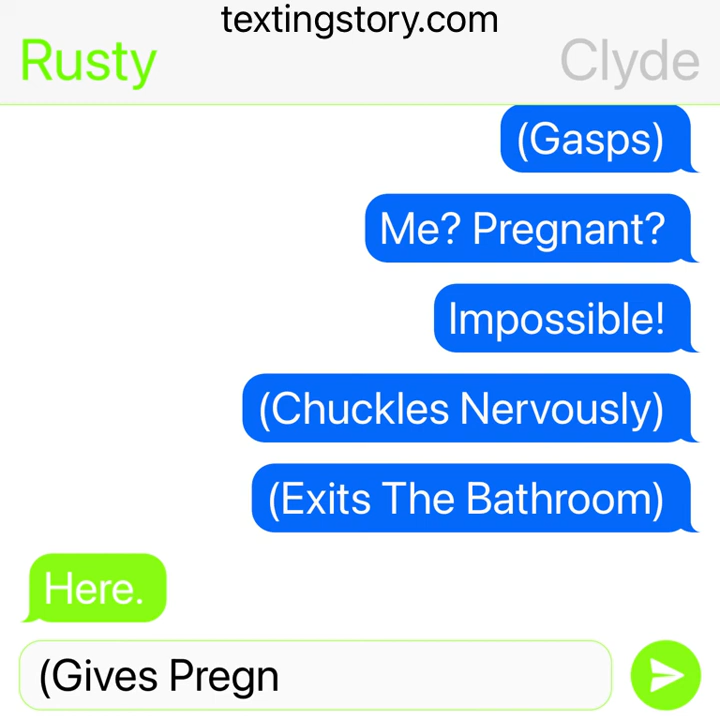 textingstory.com
Rusty
Clyde
(Gasps)
Me? Pregnant?
Impossible!
(Chuckles Nervously)
(Exits The Bathroom)
Here.
(Gives Pregn